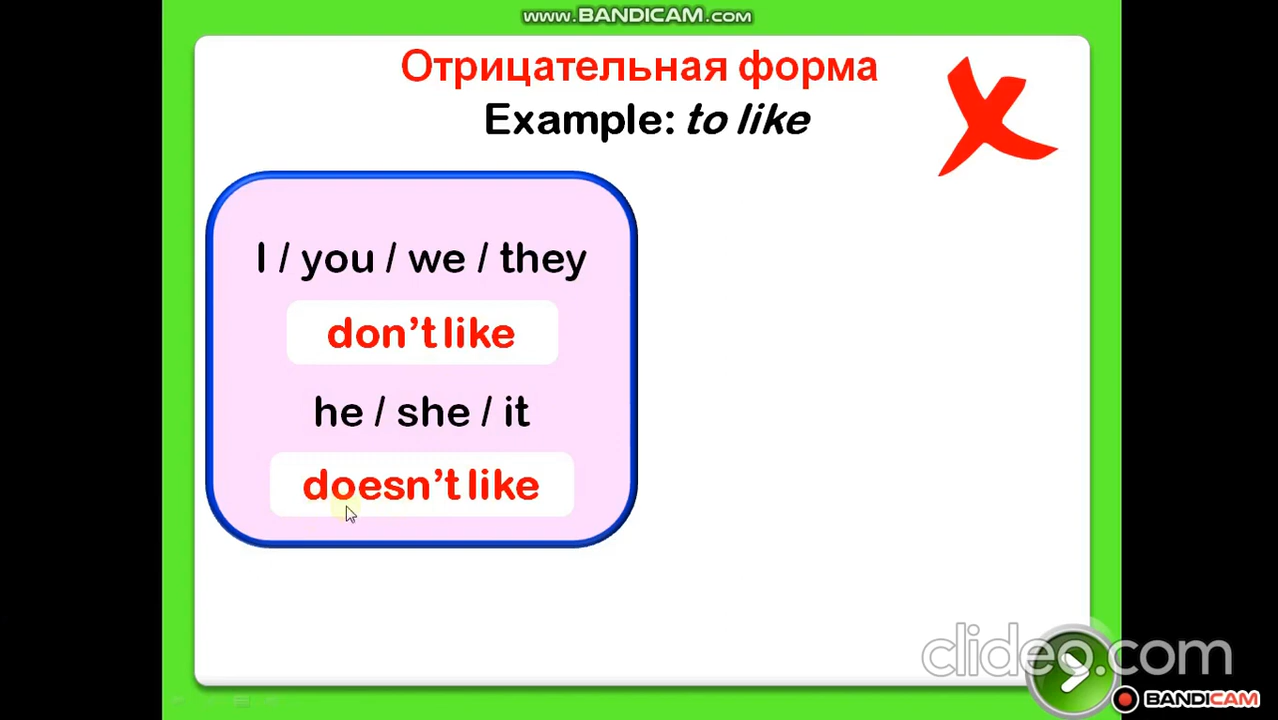 www.BANDICAM.com
Отрицательная форма
Example: to like
I / you / we / they
don’t like
he / she / it
doesn’t like
clideo.com
BANDICAM